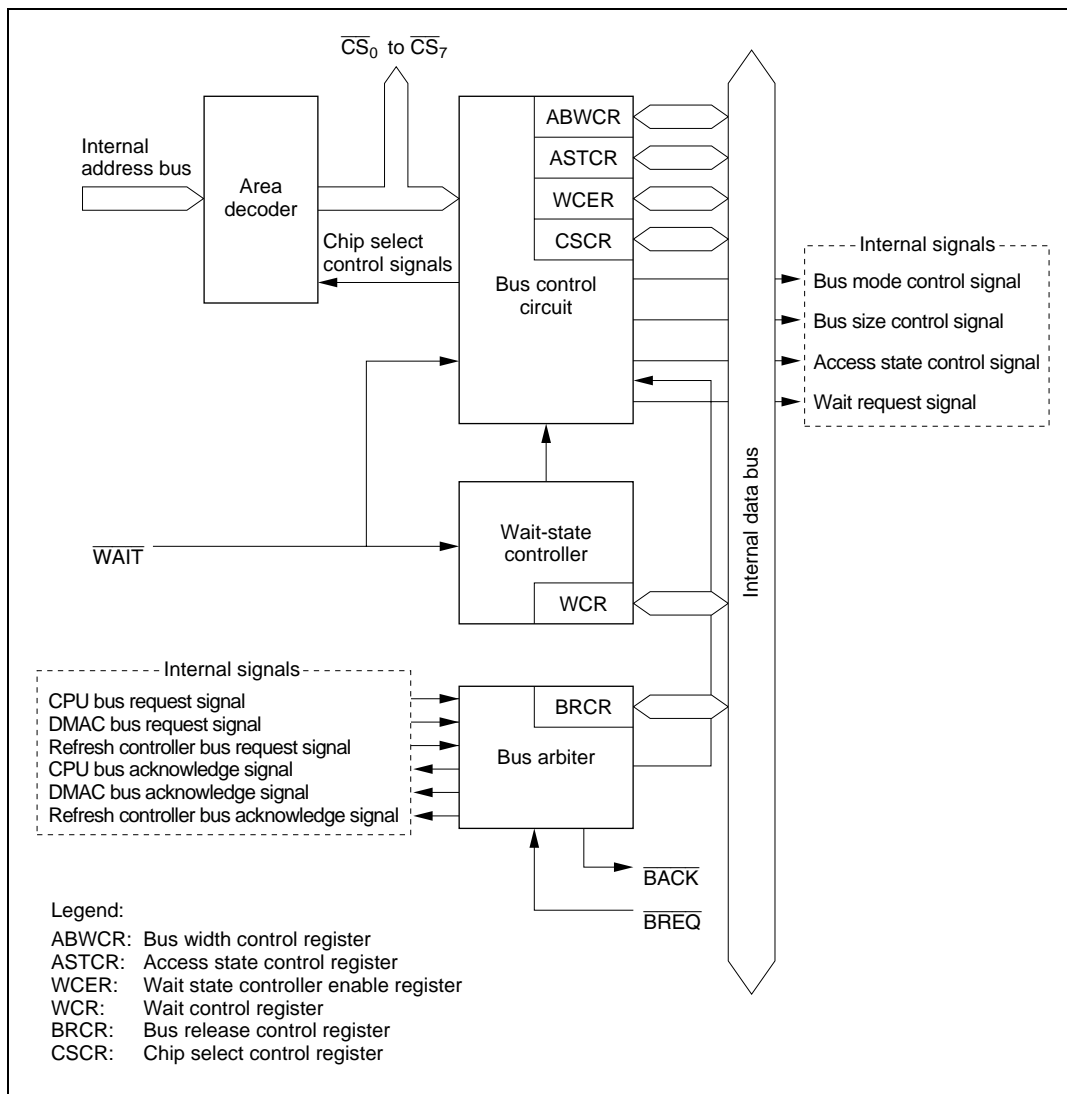 C̅S̅₀ to C̅S̅₇
Internal
address bus
Area
decoder
Chip select
control signals
ABWCR
ASTCR
WCER
CSCR
Bus control
circuit
Internal signals
Bus mode control signal
Bus size control signal
Access state control signal
Wait request signal
Internal data bus
W̅A̅I̅T̅
Wait-state
controller
WCR
Internal signals
CPU bus request signal
DMAC bus request signal
Refresh controller bus request signal
CPU bus acknowledge signal
DMAC bus acknowledge signal
Refresh controller bus acknowledge signal
BRCR
Bus arbiter
B̅A̅C̅K̅
B̅R̅E̅Q̅
Legend:
ABWCR: Bus width control register
ASTCR: Access state control register
WCER: Wait state controller enable register
WCR: Wait control register
BRCR: Bus release control register
CSCR: Chip select control register